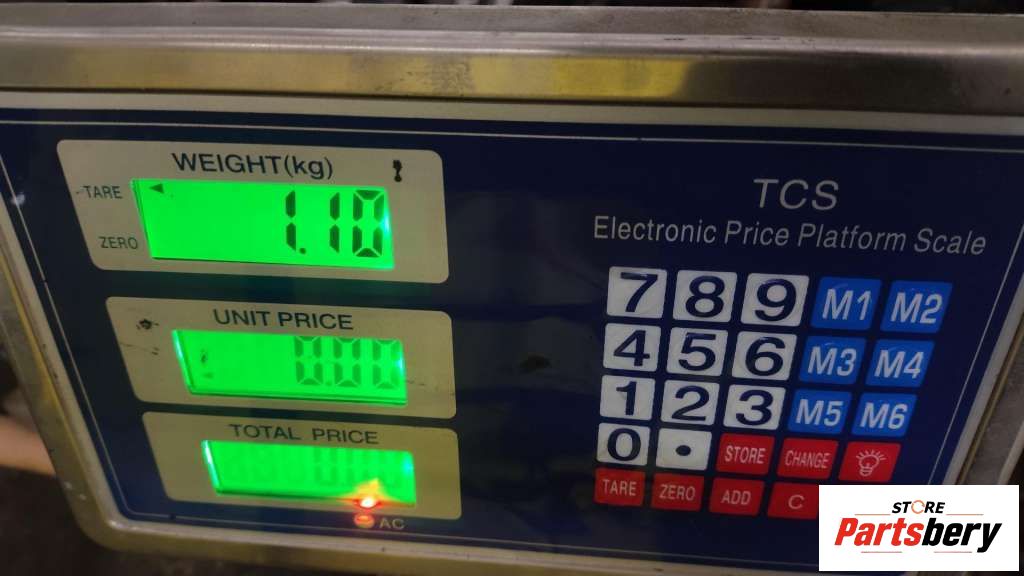 WEIGHT(kg)
TARE
1.10
ZERO
UNIT PRICE
0.00
TOTAL PRICE
AC
TCS
Electronic Price Platform Scale
7 8 9 M1 M2
4 5 6 M3 M4
1 2 3 M5 M6
0 . STORE CHANGE
TARE ZERO ADD C
STORE
Partsbery